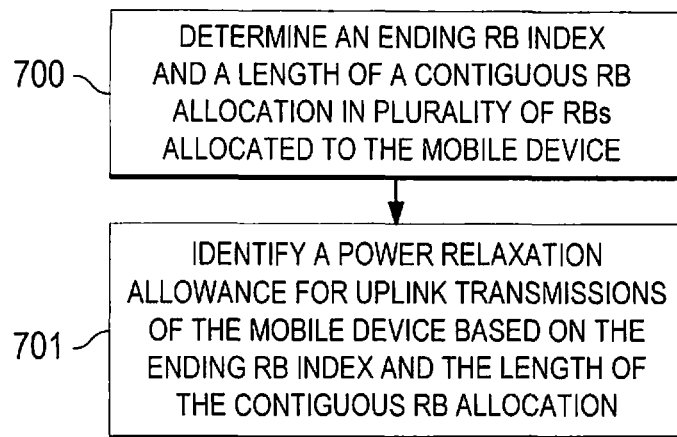 700
DETERMINE AN ENDING RB INDEX
AND A LENGTH OF A CONTIGUOUS RB
ALLOCATION IN PLURALITY OF RBs
ALLOCATED TO THE MOBILE DEVICE
701
IDENTIFY A POWER RELAXATION
ALLOWANCE FOR UPLINK TRANSMISSIONS
OF THE MOBILE DEVICE BASED ON THE
ENDING RB INDEX AND THE LENGTH OF
THE CONTIGUOUS RB ALLOCATION